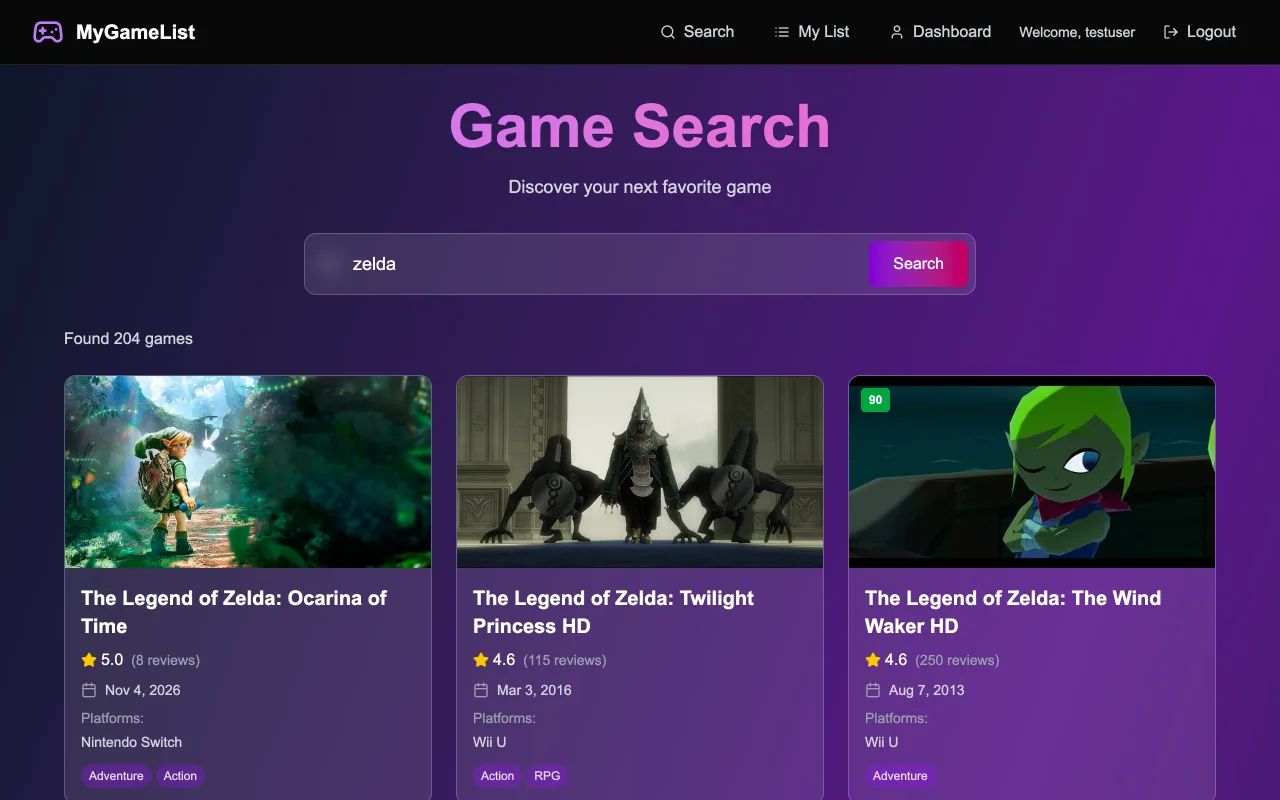 MyGameList
Search
My List
Dashboard
Welcome, testuser
Logout
Game Search
Discover your next favorite game
zelda
Search
Found 204 games
The Legend of Zelda: Ocarina of
Time
5.0 (8 reviews)
Nov 4, 2026
Platforms:
Nintendo Switch
Adventure
Action
The Legend of Zelda: Twilight
Princess HD
4.6 (115 reviews)
Mar 3, 2016
Platforms:
Wii U
Action
RPG
90
The Legend of Zelda: The Wind
Waker HD
4.6 (250 reviews)
Aug 7, 2013
Platforms:
Wii U
Adventure